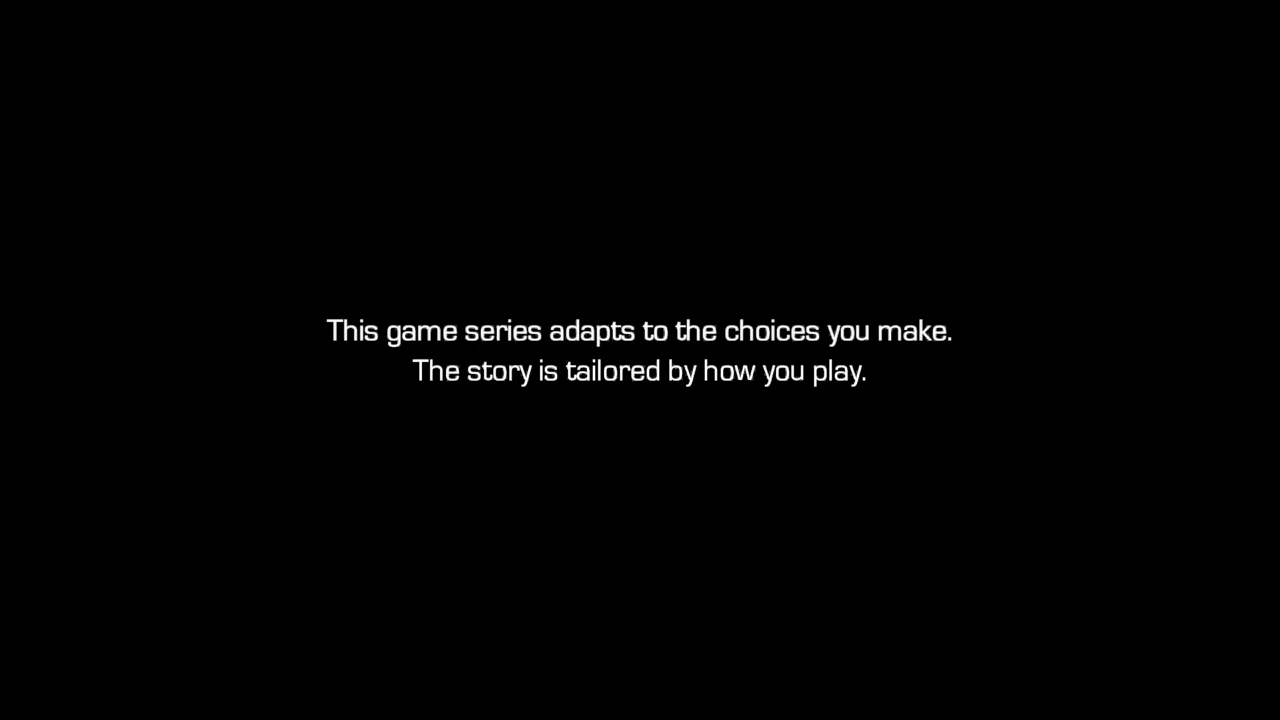 This game series adapts to the choices you make.
The story is tailored by how you play.